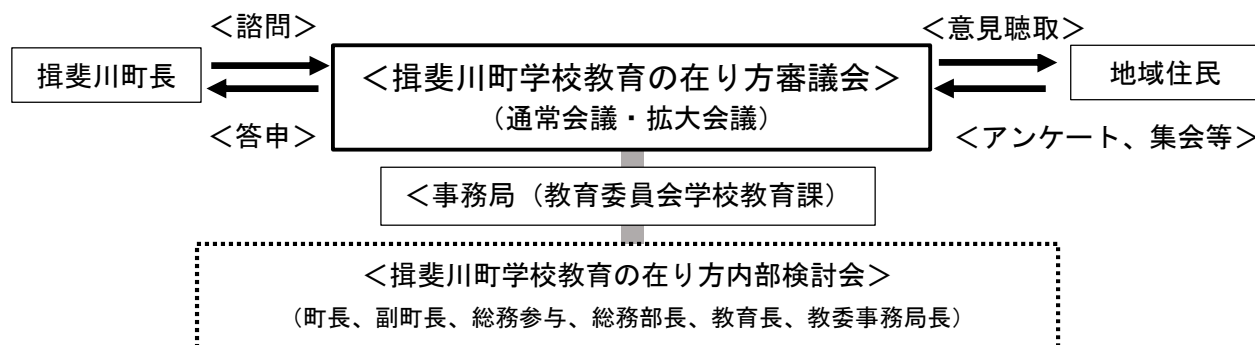 ＜諮問＞
＜意見聴取＞
揖斐川町長
＜揖斐川町学校教育の在り方審議会＞
（通常会議・拡大会議）
地域住民
＜答申＞
＜アンケート、集会等＞
＜事務局（教育委員会学校教育課）
＜揖斐川町学校教育の在り方内部検討会＞
（町長、副町長、総務参与、総務部長、教育長、教委事務局長）